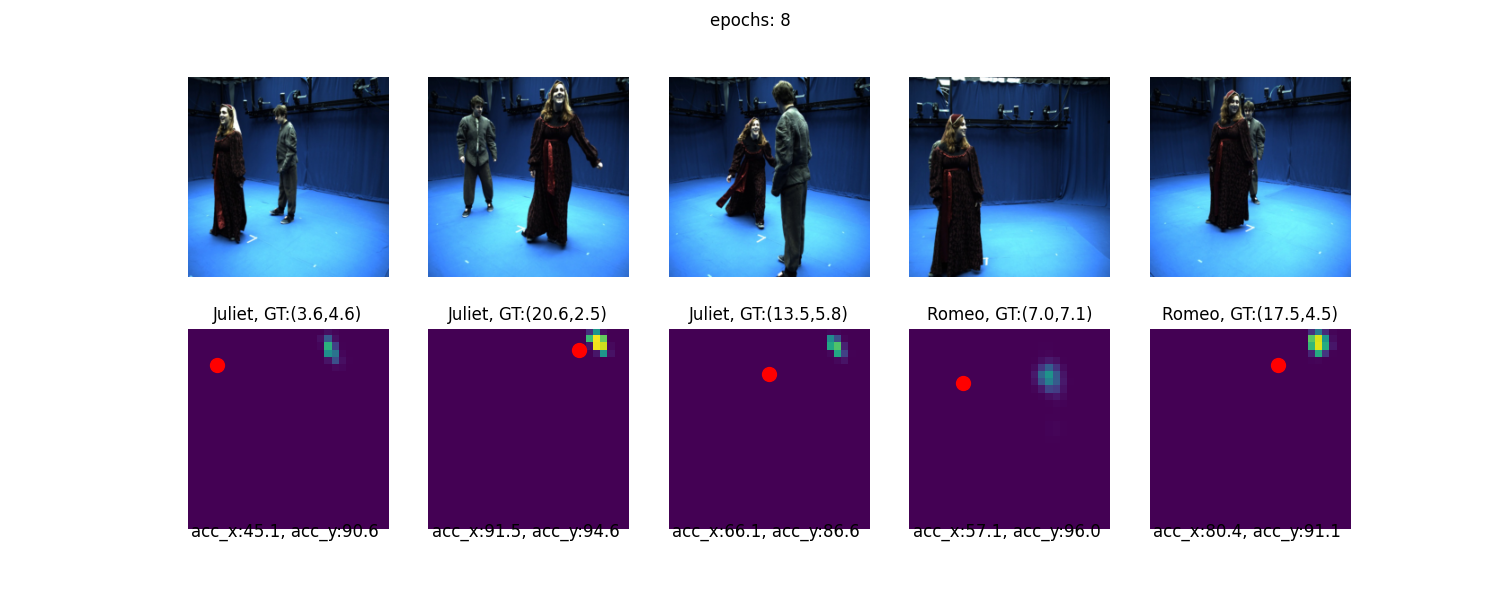 epochs: 8
Juliet, GT:(3.6,4.6)
Juliet, GT:(20.6,2.5)
Juliet, GT:(13.5,5.8)
Romeo, GT:(7.0,7.1)
Romeo, GT:(17.5,4.5)
acc_x:45.1, acc_y:90.6
acc_x:91.5, acc_y:94.6
acc_x:66.1, acc_y:86.6
acc_x:57.1, acc_y:96.0
acc_x:80.4, acc_y:91.1